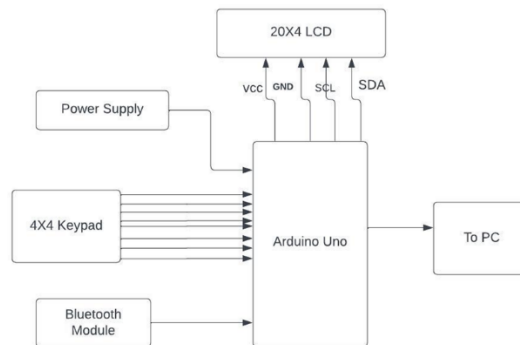 20X4 LCD
vcc
GND
SCL
SDA
Power Supply
4X4 Keypad
Arduino Uno
To PC
Bluetooth
Module